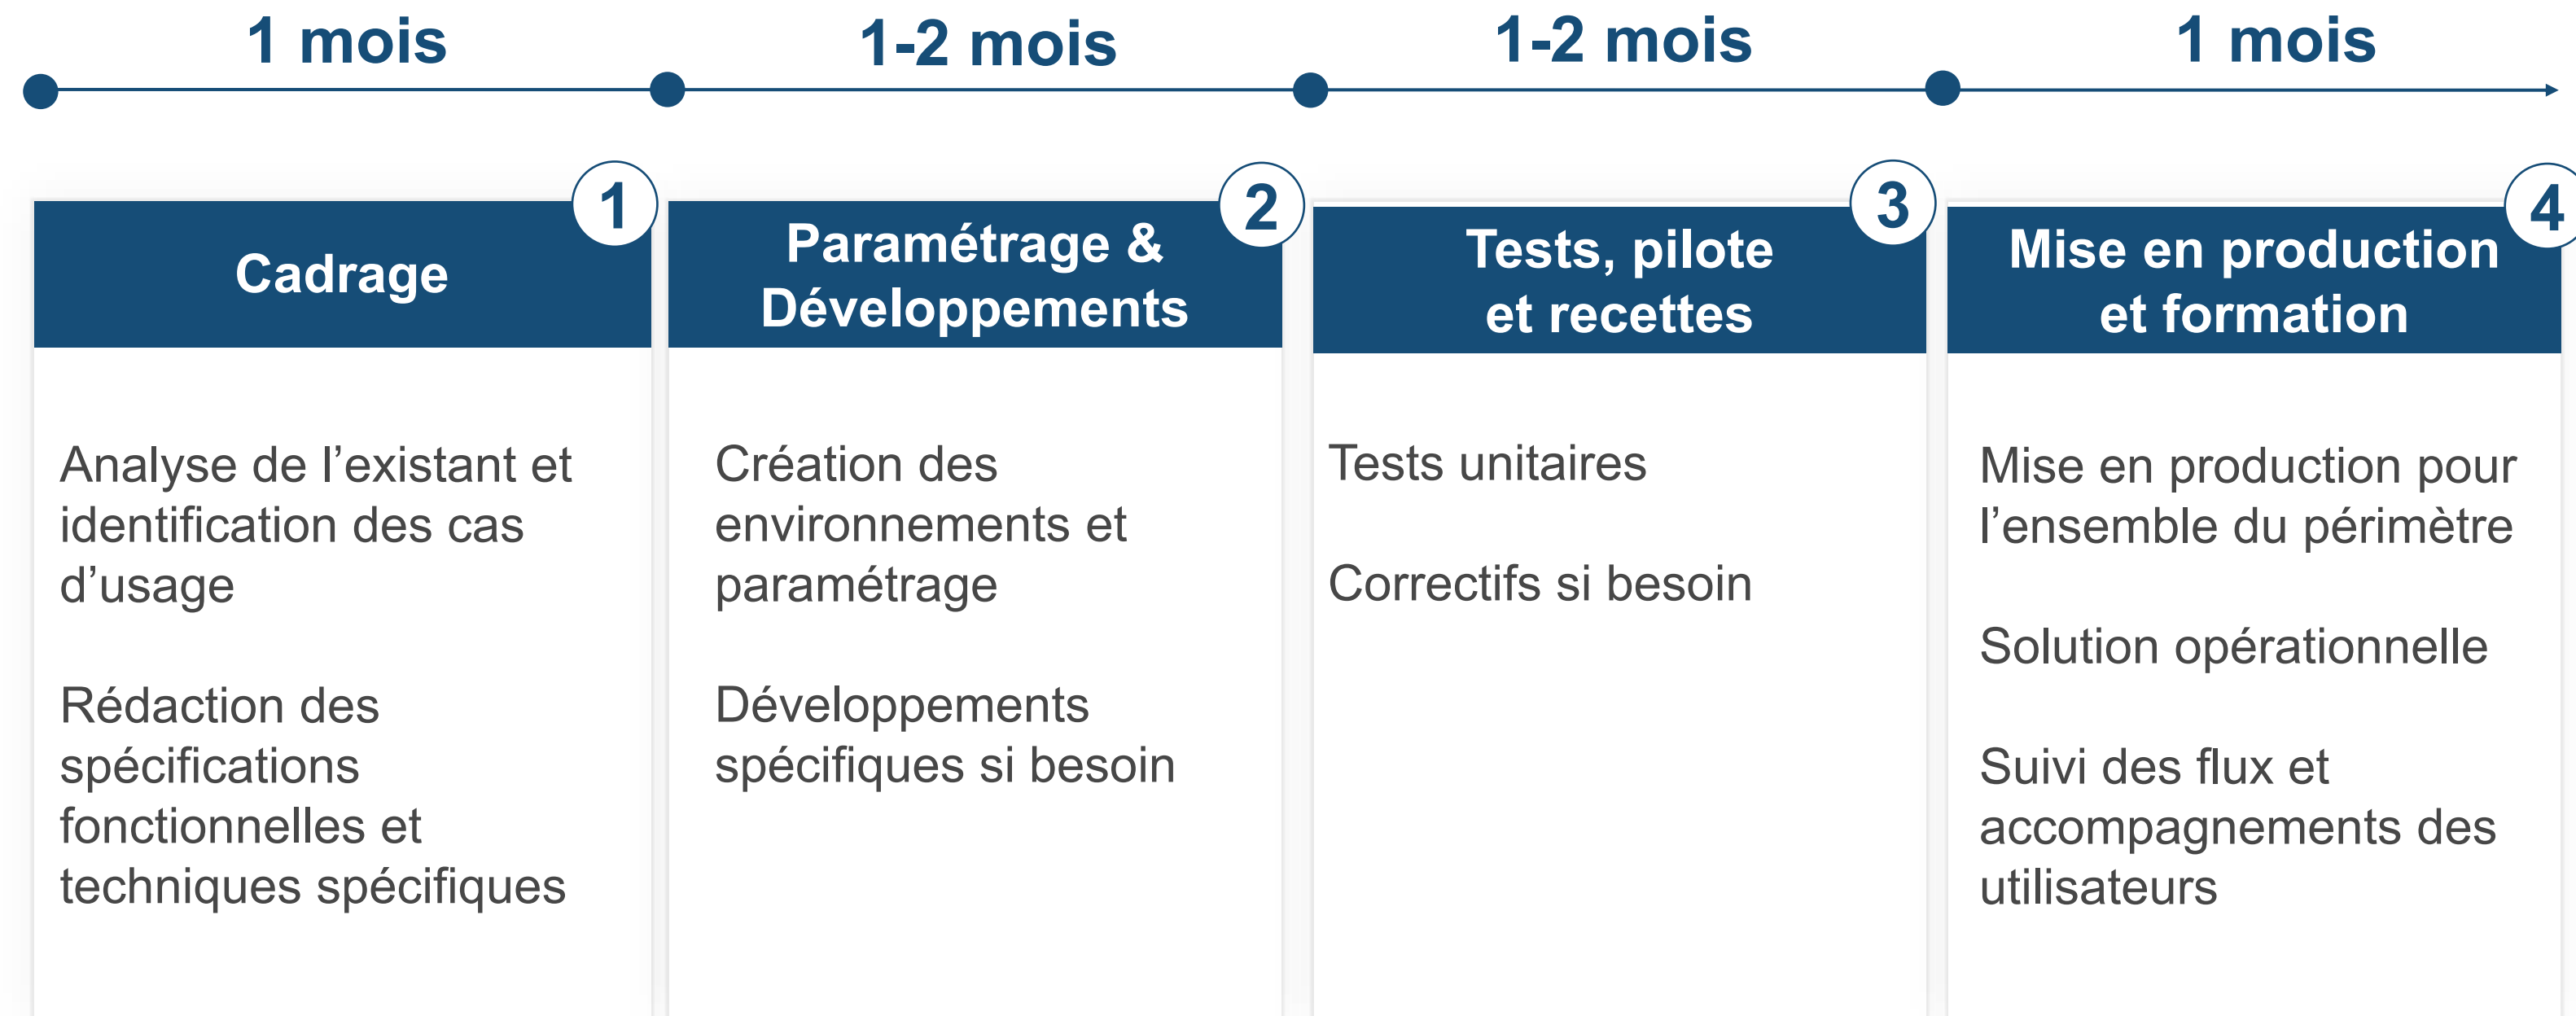 1 mois
1-2 mois
1-2 mois
1 mois
1
Cadrage
Analyse de l’existant et
identification des cas
d’usage
Rédaction des
spécifications
fonctionnelles et
techniques spécifiques
2
Paramétrage &
Développements
Création des
environnements et
paramétrage
Développements
spécifiques si besoin
3
Tests, pilote
et recettes
Tests unitaires
Correctifs si besoin
4
Mise en production
et formation
Mise en production pour
l’ensemble du périmètre
Solution opérationnelle
Suivi des flux et
accompagnements des
utilisateurs